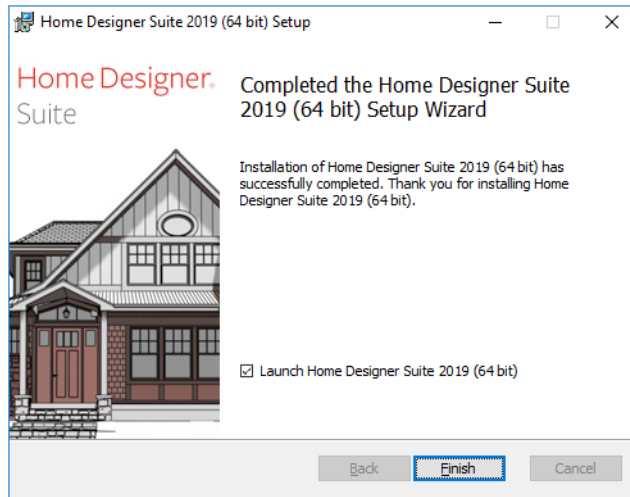 Home Designer Suite 2019 (64 bit) Setup
Home Designer®
Suite
Completed the Home Designer Suite
2019 (64 bit) Setup Wizard
Installation of Home Designer Suite 2019 (64 bit) has
successfully completed. Thank you for installing Home
Designer Suite 2019 (64 bit).
Launch Home Designer Suite 2019 (64 bit)
Back Finish Cancel